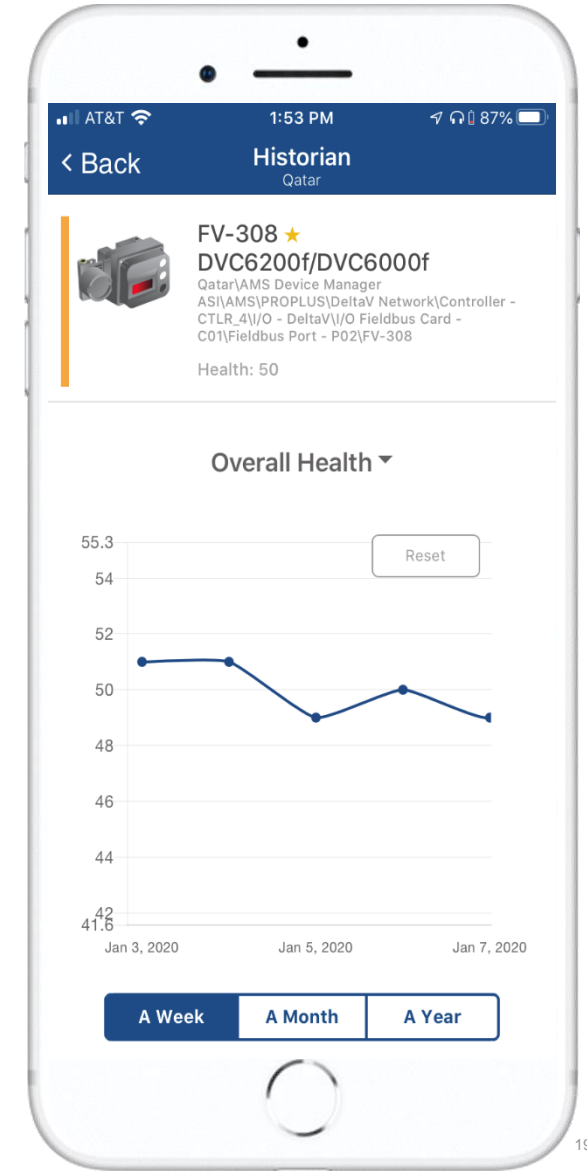 AT&T 1:53 PM 87%
< Back Historian
Qatar
FV-308
DVC6200f/DVC6000f
Qatar\AMS Device Manager
ASI\AMS\PROPLUS\DeltaV Network\Controller -
CTLR_4\I/O - DeltaV\I/O Fieldbus Card -
C01\Fieldbus Port - P02\FV-308
Health: 50
Overall Health
Reset
55.3
54
52
50
48
46
44
42
41.6
Jan 3, 2020 Jan 5, 2020 Jan 7, 2020
A Week A Month A Year
19